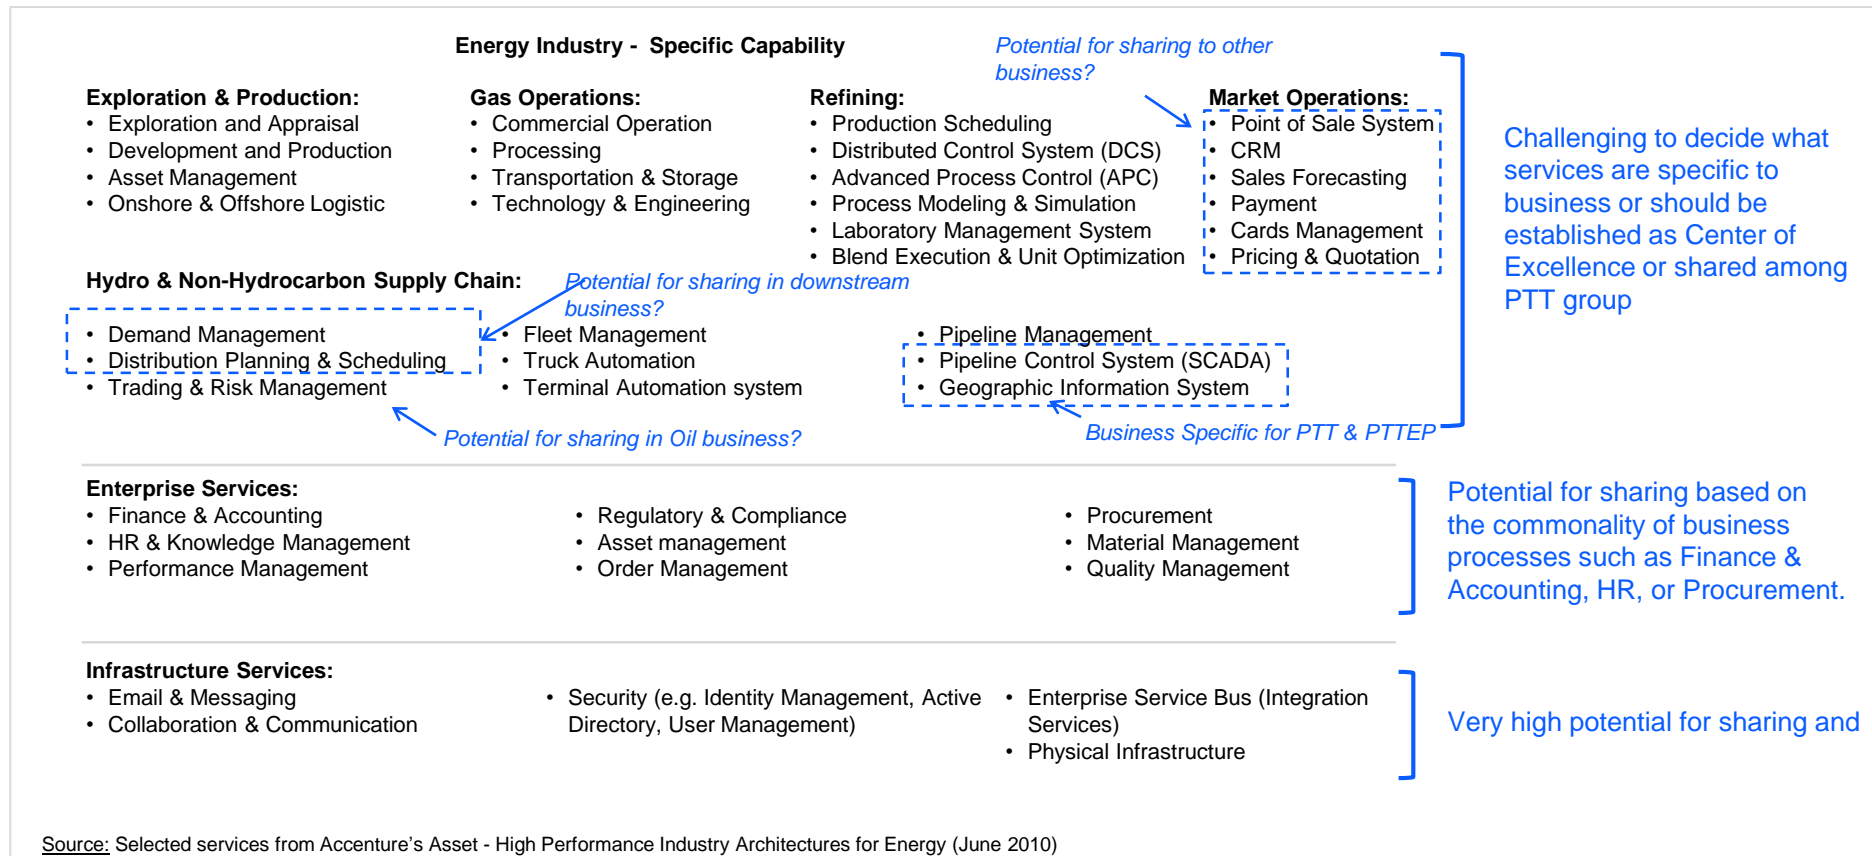 Energy Industry -  Specific Capability
Potential for sharing to other
business?
Exploration & Production:
• Exploration and Appraisal
• Development and Production
• Asset Management
• Onshore & Offshore Logistic
Gas Operations:
• Commercial Operation
• Processing
• Transportation & Storage
• Technology & Engineering
Refining:
• Production Scheduling
• Distributed Control System (DCS)
• Advanced Process Control (APC)
• Process Modeling & Simulation
• Laboratory Management System
• Blend Execution & Unit Optimization
Market Operations:
• Point of Sale System
• CRM
• Sales Forecasting
• Payment
• Cards Management
• Pricing & Quotation
Challenging to decide what
services are specific to
business or should be
established as Center of
Excellence or shared among
PTT group
Hydro & Non-Hydrocarbon Supply Chain:
Potential for sharing in downstream
business?
• Demand Management
• Distribution Planning & Scheduling
• Trading & Risk Management
• Fleet Management
• Truck Automation
• Terminal Automation system
• Pipeline Management
• Pipeline Control System (SCADA)
• Geographic Information System
Potential for sharing in Oil business?
Business Specific for PTT & PTTEP
Enterprise Services:
• Finance & Accounting
• HR & Knowledge Management
• Performance Management
• Regulatory & Compliance
• Asset management
• Order Management
• Procurement
• Material Management
• Quality Management
Potential for sharing based on
the commonality of business
processes such as Finance &
Accounting, HR, or Procurement.
Infrastructure Services:
• Email & Messaging
• Collaboration & Communication
• Security (e.g. Identity Management, Active
Directory, User Management)
• Enterprise Service Bus (Integration
Services)
• Physical Infrastructure
Very high potential for sharing and
Source: Selected services from Accenture's Asset - High Performance Industry Architectures for Energy (June 2010)